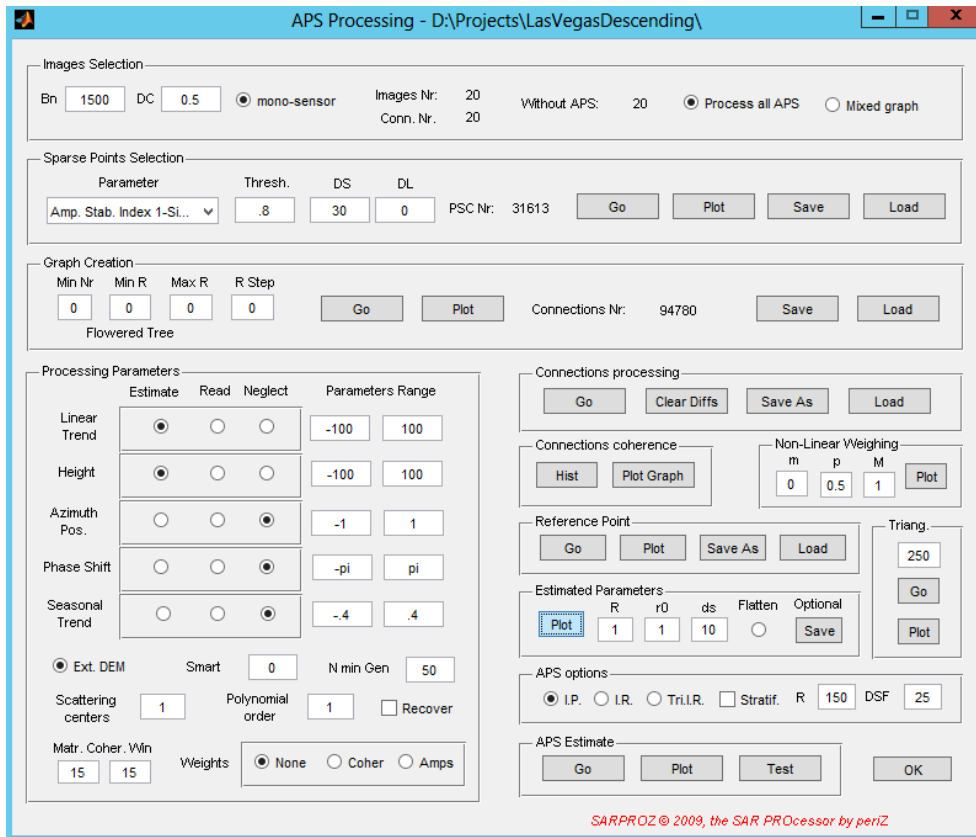 APS Processing - D:\Projects\LasVegasDescending\
Images Selection
Bn 1500 DC 0.5 mono-sensor Images Nr: 20 Without APS: 20 Process all APS Mixed graph
Conn. Nr. 20
Sparse Points Selection
Parameter Thresh. DS DL
Amp. Stab. Index 1-Si... .8 30 0 PSC Nr: 31613 Go Plot Save Load
Graph Creation
Min Nr Min R Max R R Step
0 0 0 0 Go Plot Connections Nr: 94780 Save Load
Flowered Tree
Processing Parameters
Estimate Read Neglect Parameters Range
Linear Trend -100 100
Height -100 100
Azimuth Pos. -1 1
Phase Shift -pi pi
Seasonal Trend -.4 .4
Ext. DEM Smart 0 N min Gen 50
Scattering centers 1 Polynomial order 1 Recover
Matr. Coher. Win
15 15 Weights None Coher Amps
Connections processing
Go Clear Diffs Save As Load
Connections coherence
Hist Plot Graph
Non-Linear Weighing
m p M
0 0.5 1 Plot
Reference Point
Go Plot Save As Load
Triang.
250
Go
Plot
Estimated Parameters
R r0 ds Flatten Optional
Plot 1 1 10 Save
APS options
I.P. I.R. Tri.I.R. Stratif. R 150 DSF 25
APS Estimate
Go Plot Test OK
SARPROZ © 2009, the SAR PROcessor by periZ